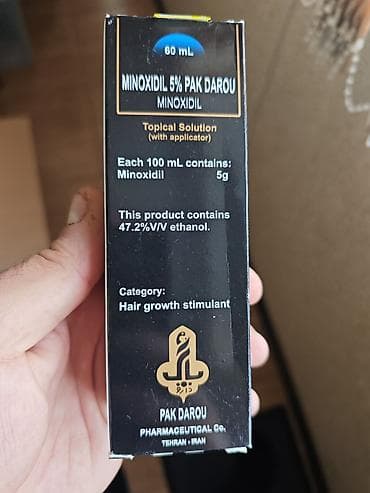 60 mL
MINOXIDIL 5% PAK DAROU
MINOXIDIL
Topical Solution
(with applicator)
Each 100 mL contains:
Minoxidil 5g
This product contains
47.2%V/V ethanol.
Category:
Hair growth stimulant
PAK DAROU
PHARMACEUTICAL Co.
TEHRAN - IRAN